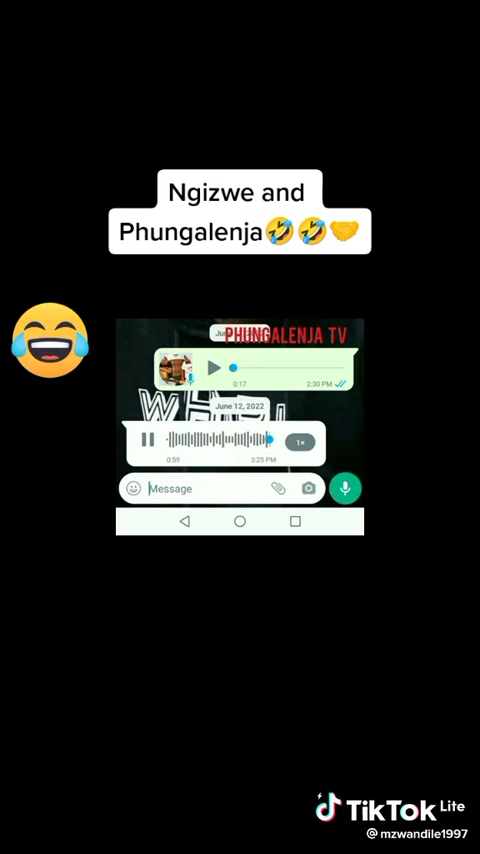 Ngizwe and
Phungalenja🤣🤣🤝
PHUNGALENJA TV
0:17
2:30 PM
June 12, 2022
1×
0:59
3:25 PM
Message
TikTok Lite
@mzwandile1997